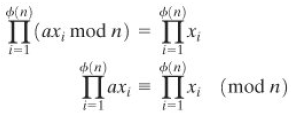 ∏_{i=1}^{ϕ(n)} (ax_i mod n) = ∏_{i=1}^{ϕ(n)} x_i
∏_{i=1}^{ϕ(n)} ax_i ≡ ∏_{i=1}^{ϕ(n)} x_i (mod n)